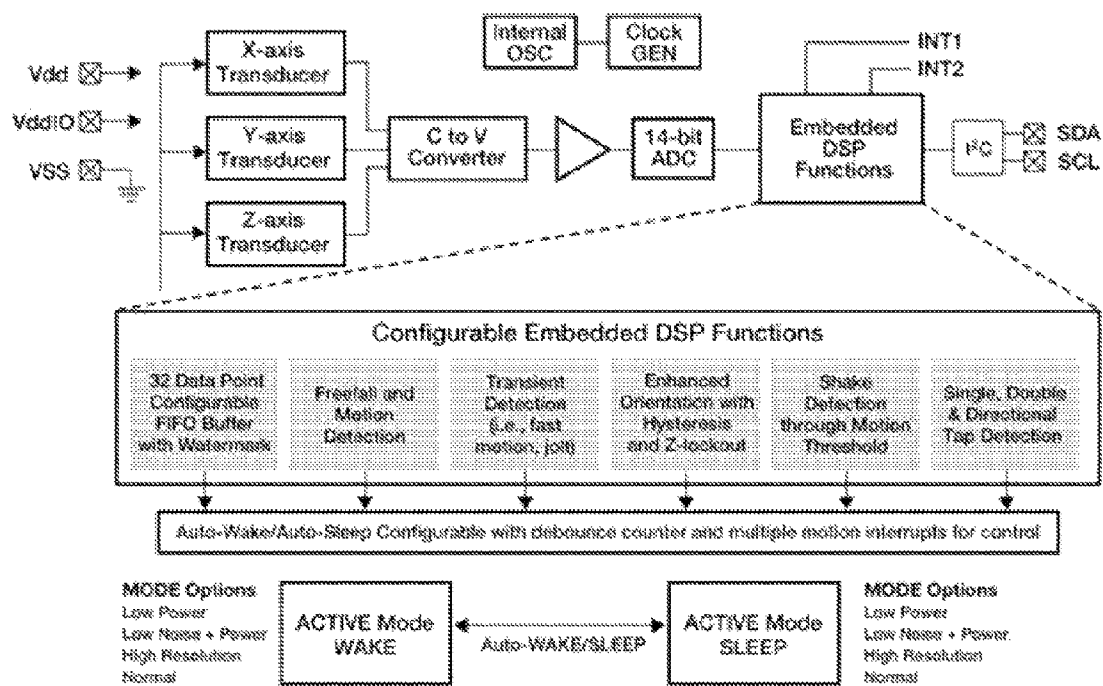 Vdd
VddIO
VSS
X-axis
Transducer
Y-axis
Transducer
Z-axis
Transducer
C to V
Converter
Internal
OSC
Clock
GEN
14-bit
ADC
Embedded
DSP
Functions
INT1
INT2
I²C
SDA
SCL
Configurable Embedded DSP Functions
32 Data Point
Configurable
FIFO Buffer
with Watermark
Freefall and
Motion
Detection
Transient
Detection
(i.e., fast
motion, jolt)
Enhanced
Orientation with
Hysteresis
and Z-lockout
Shake
Detection
through Motion
Threshold
Single, Double
& Directional
Tap Detection
Auto-Wake/Auto-Sleep Configurable with debounce counter and multiple motion interrupts for control
MODE Options
Low Power
Low Noise + Power
High Resolution
Normal
ACTIVE Mode
WAKE
Auto-WAKE/SLEEP
ACTIVE Mode
SLEEP
MODE Options
Low Power
Low Noise + Power
High Resolution
Normal